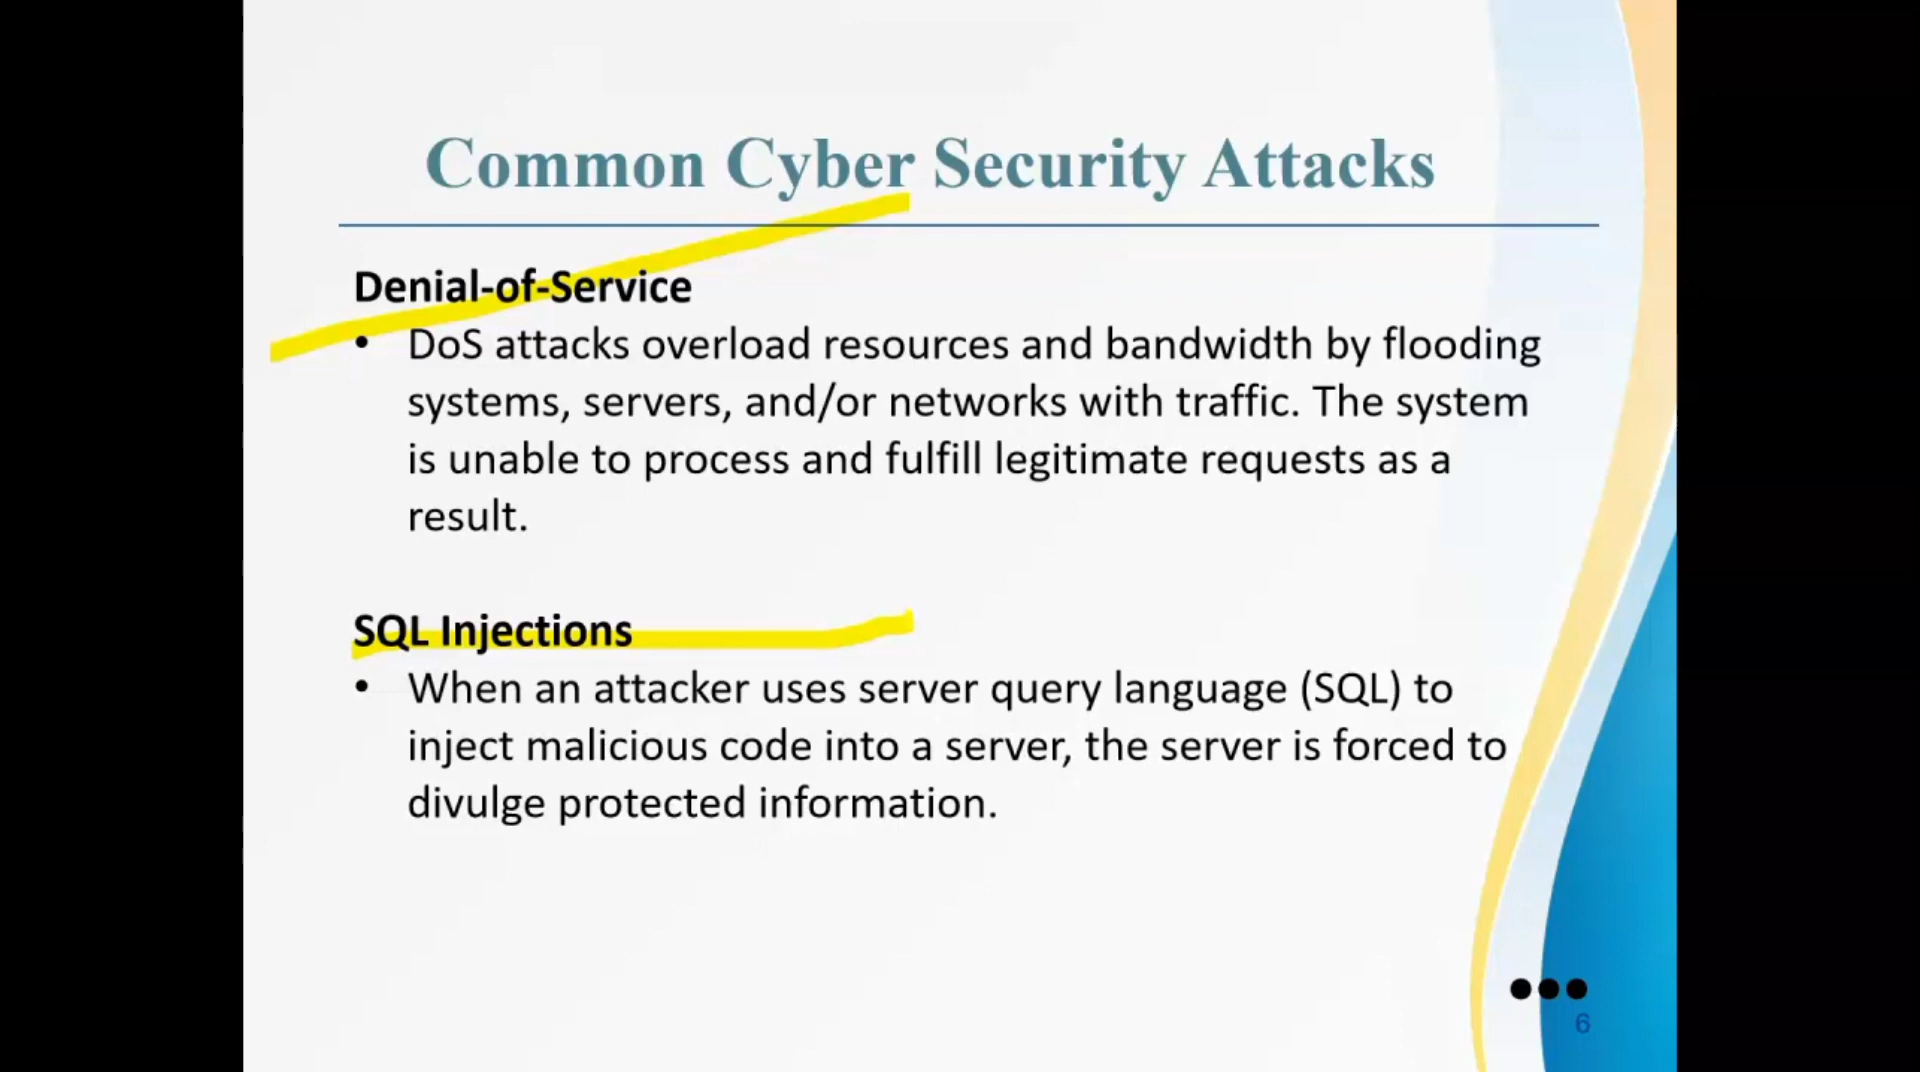 Common Cyber Security Attacks
Denial-of-Service
• DoS attacks overload resources and bandwidth by flooding
systems, servers, and/or networks with traffic. The system
is unable to process and fulfill legitimate requests as a
result.
SQL Injections
• When an attacker uses server query language (SQL) to
inject malicious code into a server, the server is forced to
divulge protected information.
6